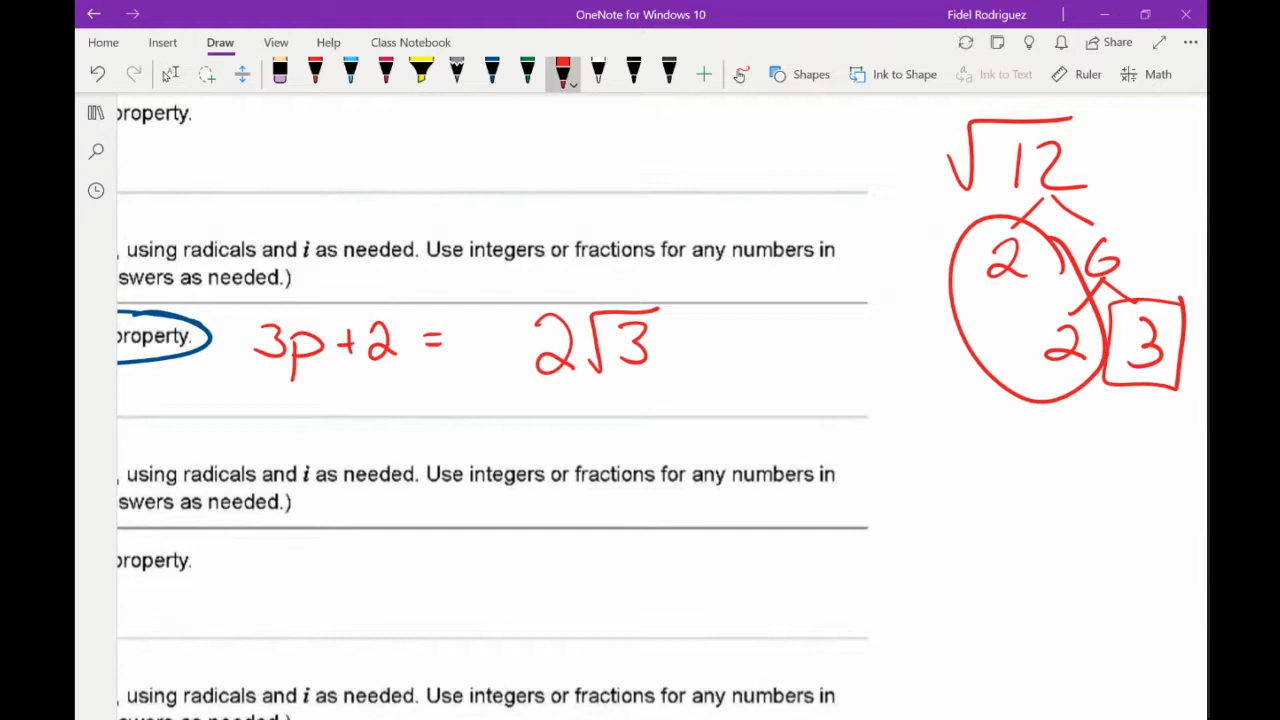 OneNote for Windows 10
Fidel Rodriguez
Home Insert Draw View Help Class Notebook
Share
Shapes Ink to Shape Ink to Text Ruler Math
property.
√12
, using radicals and i as needed. Use integers or fractions for any numbers in
swers as needed.)
2 6
property. 3p+2 = 2√3
2 3
, using radicals and i as needed. Use integers or fractions for any numbers in
swers as needed.)
property.
, using radicals and i as needed. Use integers or fractions for any numbers in